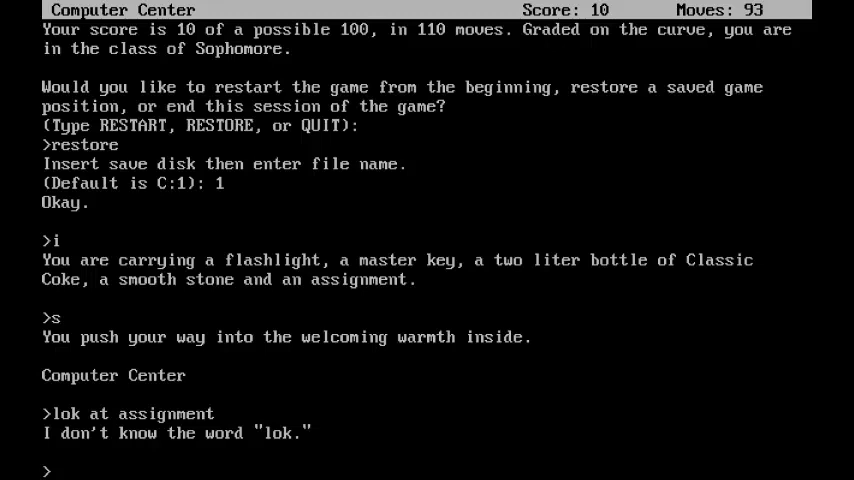 Computer Center Score: 10 Moves: 93
Your score is 10 of a possible 100, in 110 moves. Graded on the curve, you are
in the class of Sophomore.
Would you like to restart the game from the beginning, restore a saved game
position, or end this session of the game?
(Type RESTART, RESTORE, or QUIT):
>restore
Insert save disk then enter file name.
(Default is C:1): 1
Okay.
>i
You are carrying a flashlight, a master key, a two liter bottle of Classic
Coke, a smooth stone and an assignment.
>s
You push your way into the welcoming warmth inside.
Computer Center
>lok at assignment
I don't know the word "lok."
>